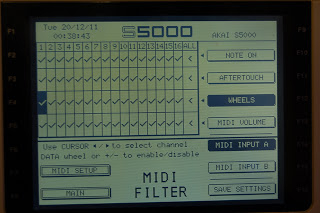 Tue 20/12/11
00:38:43
S5000
AKAI S5000
1 2 3 4 5 6 7 8 9 10 11 12 13 14 15 16 ALL
NOTE ON
AFTERTOUCH
WHEELS
MIDI VOLUME
Use CURSOR ◄/► to select channel
DATA wheel or +/- to enable/disable
MIDI INPUT A
MIDI SETUP
MIDI INPUT B
MAIN
MIDI
FILTER
SAVE SETTINGS